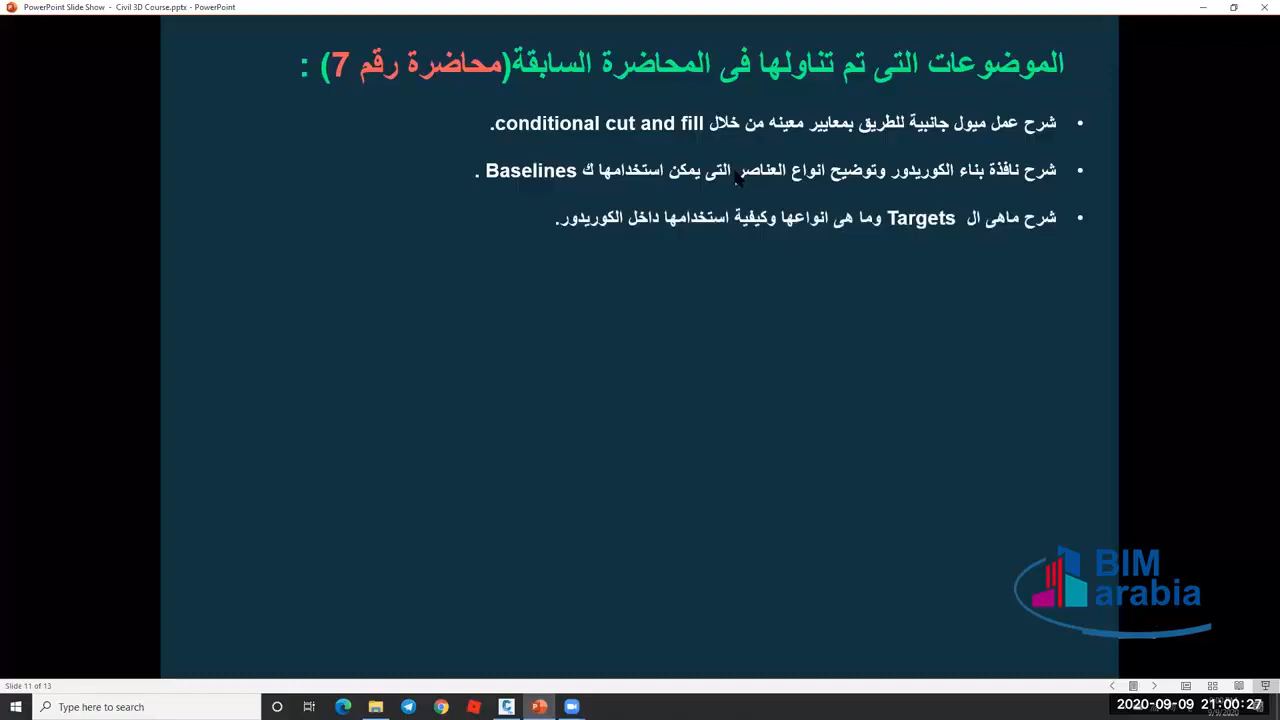 PowerPoint Slide Show - Civil 3D Course.pptx - PowerPoint
الموضوعات التى تم تناولها فى المحاضرة السابقة(محاضرة رقم 7) :
• شرح عمل ميول جانبية للطريق بمعايير معينه من خلال conditional cut and fill.
• شرح نافذة بناء الكوريدور وتوضيح انواع العناصر التى يمكن استخدامها ك Baselines .
• شرح ماهى ال Targets وما هى انواعها وكيفية استخدامها داخل الكوريدور.
BIM
arabia
Slide 11 of 13
Type here to search
2020-09-09 21:00:27